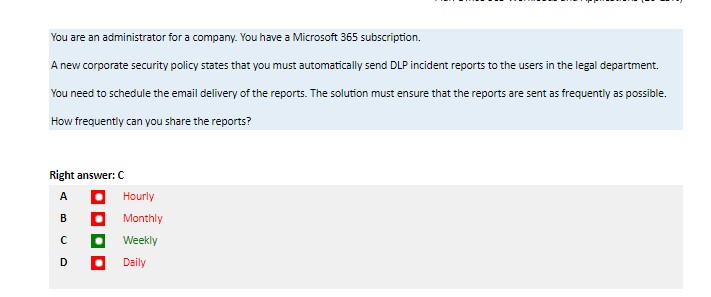 You are an administrator for a company. You have a Microsoft 365 subscription.
A new corporate security policy states that you must automatically send DLP incident reports to the users in the legal department.
You need to schedule the email delivery of the reports. The solution must ensure that the reports are sent as frequently as possible.
How frequently can you share the reports?
Right answer: C
A Hourly
B Monthly
C Weekly
D Daily